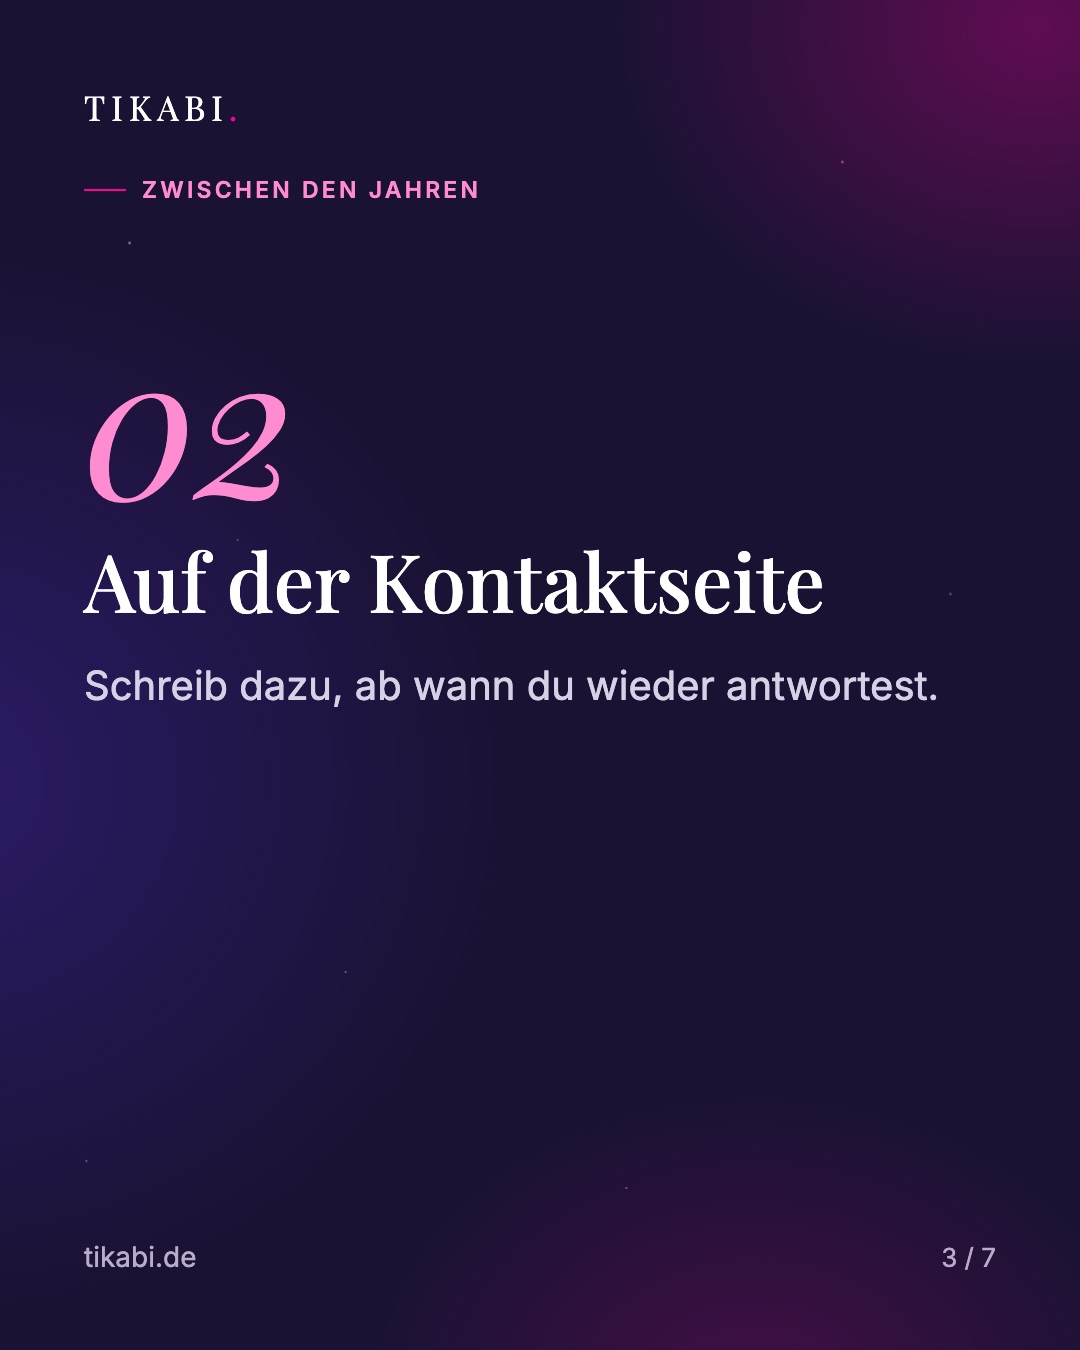 TIKABI.
ZWISCHEN DEN JAHREN
02
Auf der Kontaktseite
Schreib dazu, ab wann du wieder antwortest.
tikabi.de
3 / 7